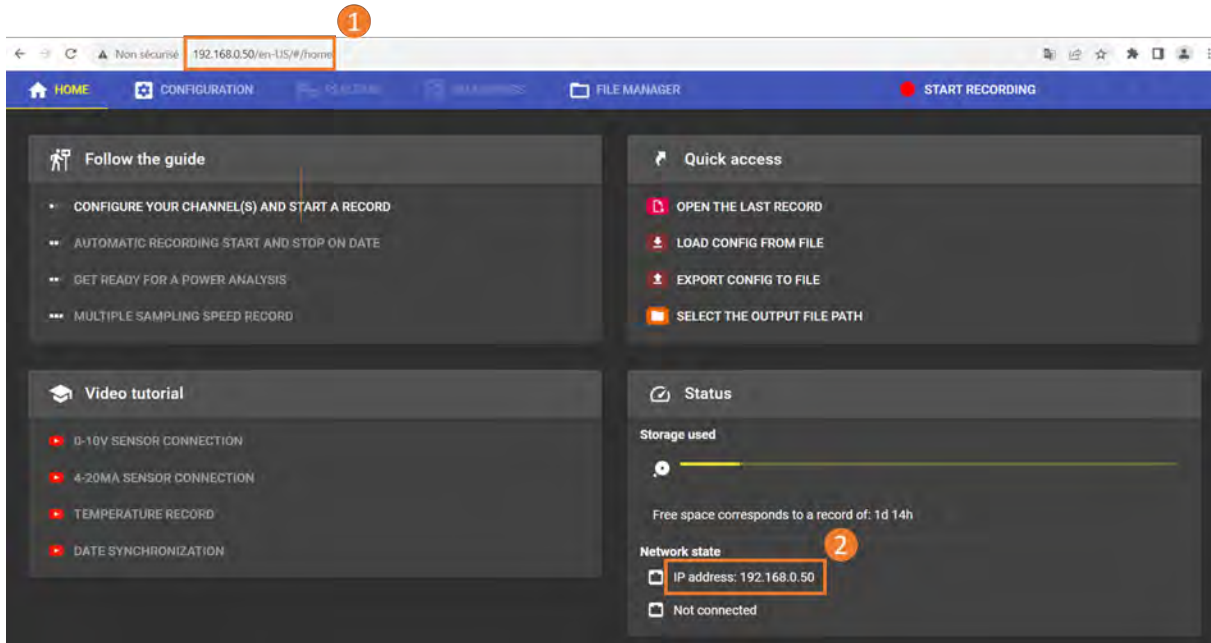 1
Non sécurisé 192.168.0.50/en-US/#/home
HOME CONFIGURATION FILE MANAGER START RECORDING
Follow the guide
CONFIGURE YOUR CHANNEL(S) AND START A RECORD
AUTOMATIC RECORDING START AND STOP ON DATE
GET READY FOR A POWER ANALYSIS
MULTIPLE SAMPLING SPEED RECORD
Quick access
OPEN THE LAST RECORD
LOAD CONFIG FROM FILE
EXPORT CONFIG TO FILE
SELECT THE OUTPUT FILE PATH
Video tutorial
0-10V SENSOR CONNECTION
4-20MA SENSOR CONNECTION
TEMPERATURE RECORD
DATE SYNCHRONIZATION
Status
Storage used
Free space corresponds to a record of: 1d 14h
Network state
2
IP address: 192.168.0.50
Not connected